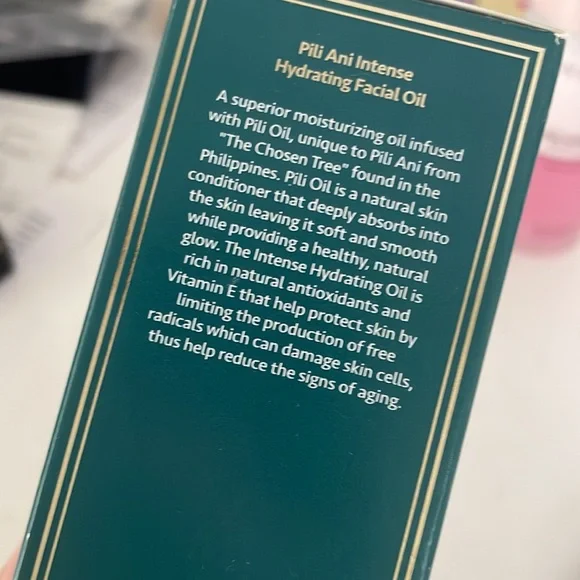 Pili Ani Intense
Hydrating Facial Oil
A superior moisturizing oil infused
with Pili Oil, unique to Pili Ani from
"The Chosen Tree" found in the
Philippines. Pili Oil is a natural skin
conditioner that deeply absorbs into
the skin leaving it soft and smooth
while providing a healthy, natural
glow. The Intense Hydrating Oil is
rich in natural antioxidants and
Vitamin E that help protect skin by
limiting the production of free
radicals which can damage skin cells,
thus help reduce the signs of aging.